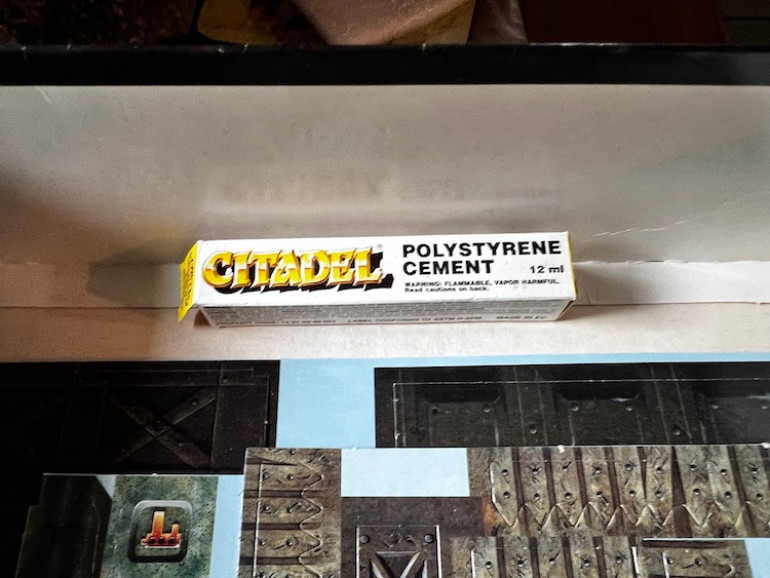 CITADEL®
POLYSTYRENE
CEMENT 12 ml
WARNING: FLAMMABLE, VAPOR HARMFUL.
Read cautions on back.